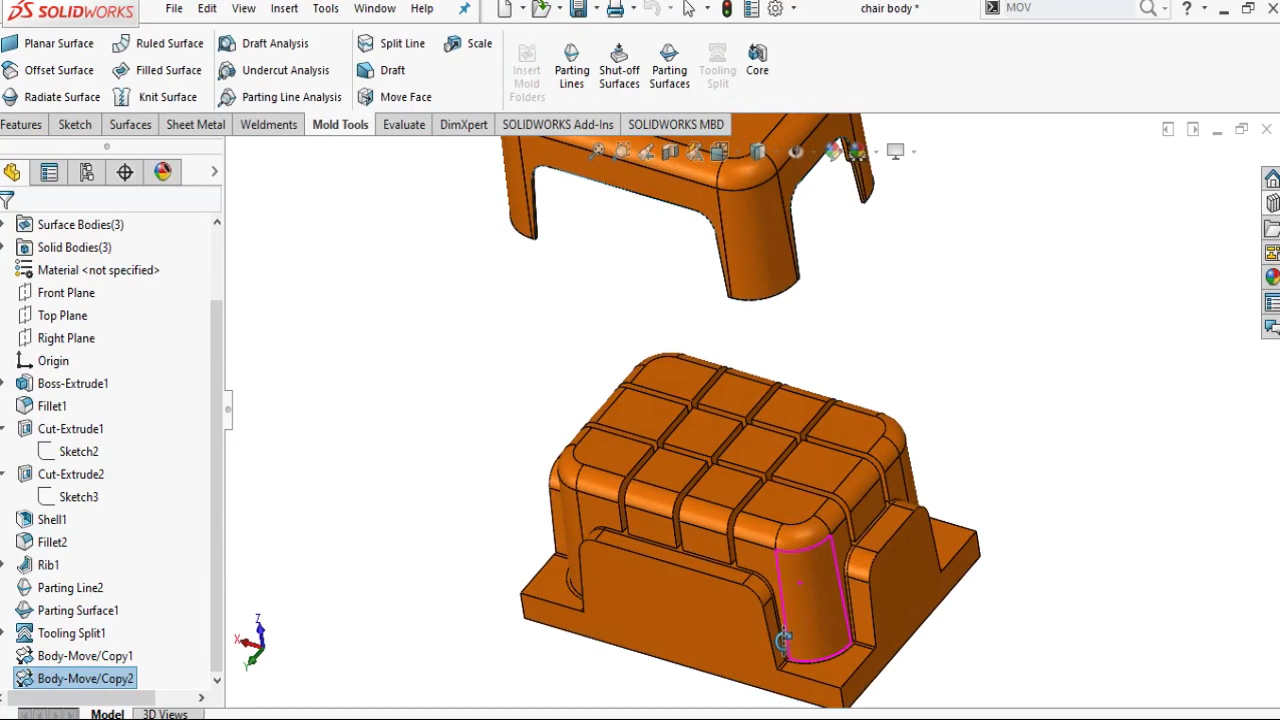 SOLIDWORKS File Edit View Insert Tools Window Help chair body * MOV ?
Planar Surface Ruled Surface Draft Analysis Split Line Scale
Offset Surface Filled Surface Undercut Analysis Draft
Radiate Surface Knit Surface Parting Line Analysis Move Face
Insert Mold Folders
Parting Lines
Shut-off Surfaces
Parting Surfaces
Tooling Split
Core
Features Sketch Surfaces Sheet Metal Weldments Mold Tools Evaluate DimXpert SOLIDWORKS Add-Ins SOLIDWORKS MBD
Surface Bodies(3)
Solid Bodies(3)
Material <not specified>
Front Plane
Top Plane
Right Plane
Origin
Boss-Extrude1
Fillet1
Cut-Extrude1
Sketch2
Cut-Extrude2
Sketch3
Shell1
Fillet2
Rib1
Parting Line2
Parting Surface1
Tooling Split1
Body-Move/Copy1
Body-Move/Copy2
Z
X
Y
Model 3D Views